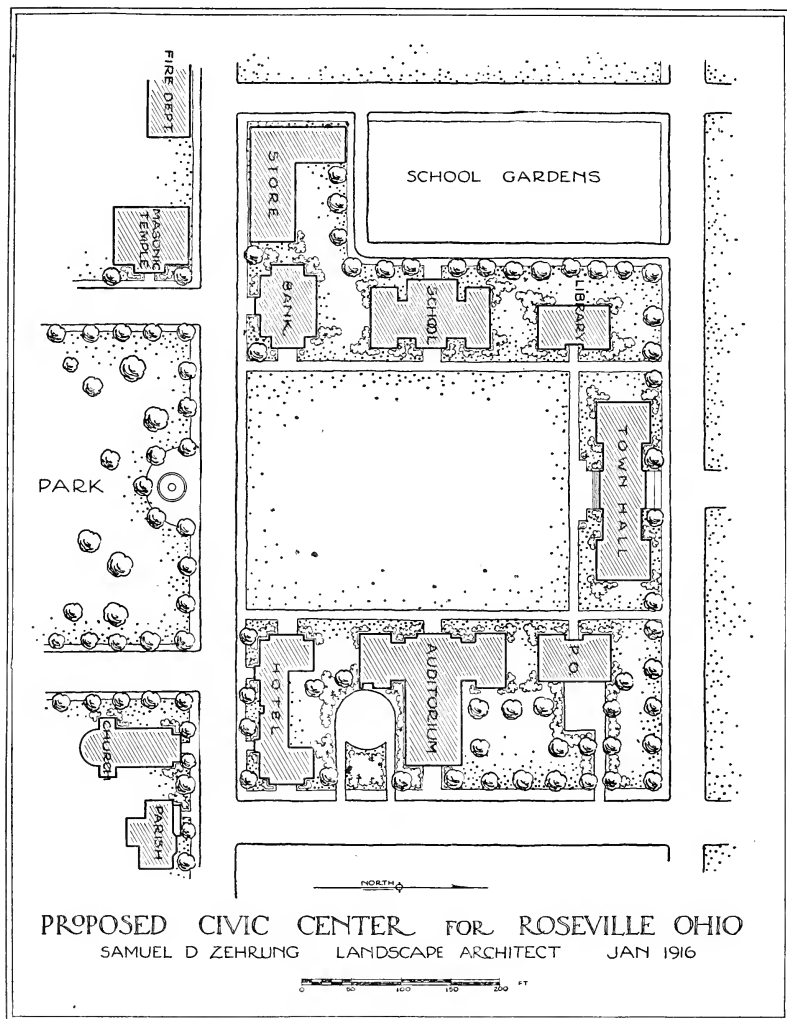 FIRE DEPT.
MASONIC
TEMPLE
STORE
SCHOOL GARDENS
BANK
SCHOOL
LIBRARY
PARK
TOWN HALL
HOTEL
AUDITORIUM
P.O.
CHURCH
PARISH
NORTH
PROPOSED CIVIC CENTER FOR ROSEVILLE OHIO
SAMUEL D ZEHRUNG LANDSCAPE ARCHITECT JAN 1916
0 50 100 150 200 FT